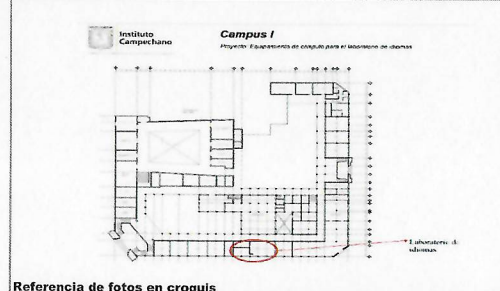 Instituto
Campechano
Campus I
Proyecto: Equipamiento de cómputo para el laboratorio de idiomas
Laboratorio de
idiomas
Referencia de fotos en croquis